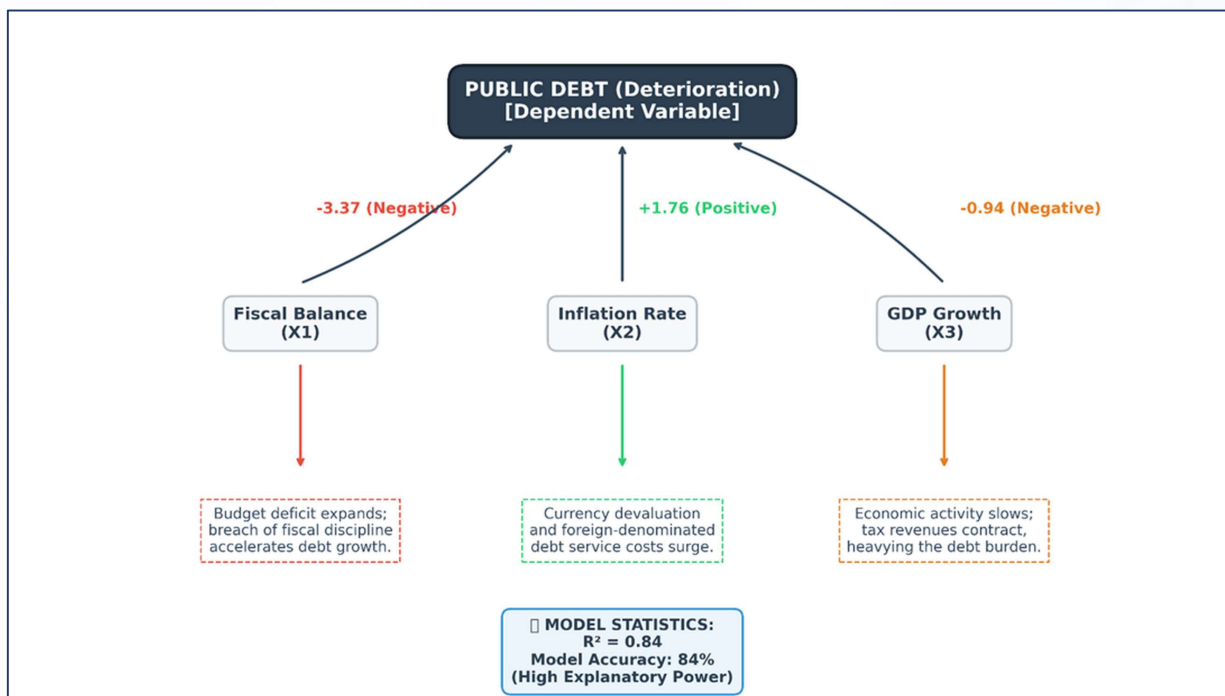 PUBLIC DEBT (Deterioration)
[Dependent Variable]
-3.37 (Negative)
+1.76 (Positive)
-0.94 (Negative)
Fiscal Balance
(X1)
Inflation Rate
(X2)
GDP Growth
(X3)
Budget deficit expands;
breach of fiscal discipline
accelerates debt growth.
Currency devaluation
and foreign-denominated
debt service costs surge.
Economic activity slows;
tax revenues contract,
heavying the debt burden.
MODEL STATISTICS:
R² = 0.84
Model Accuracy: 84%
(High Explanatory Power)